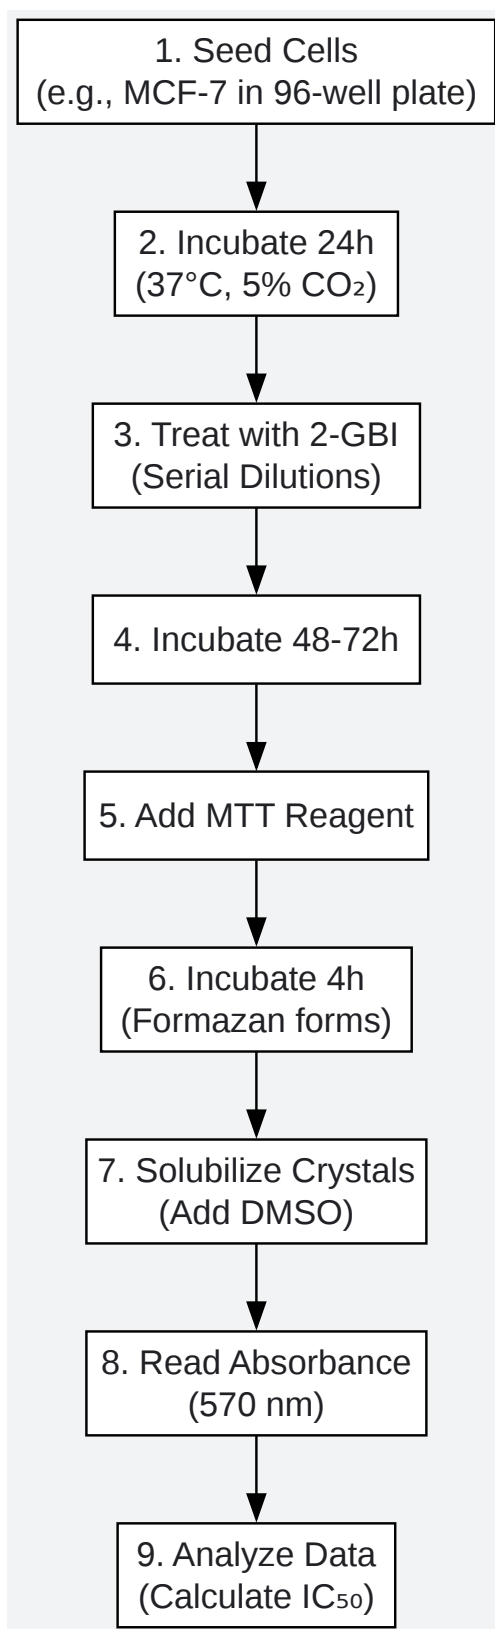 1. Seed Cells
(e.g., MCF-7 in 96-well plate)
2. Incubate 24h
(37°C, 5% CO₂)
3. Treat with 2-GBI
(Serial Dilutions)
4. Incubate 48-72h
5. Add MTT Reagent
6. Incubate 4h
(Formazan forms)
7. Solubilize Crystals
(Add DMSO)
8. Read Absorbance
(570 nm)
9. Analyze Data
(Calculate IC₅₀)